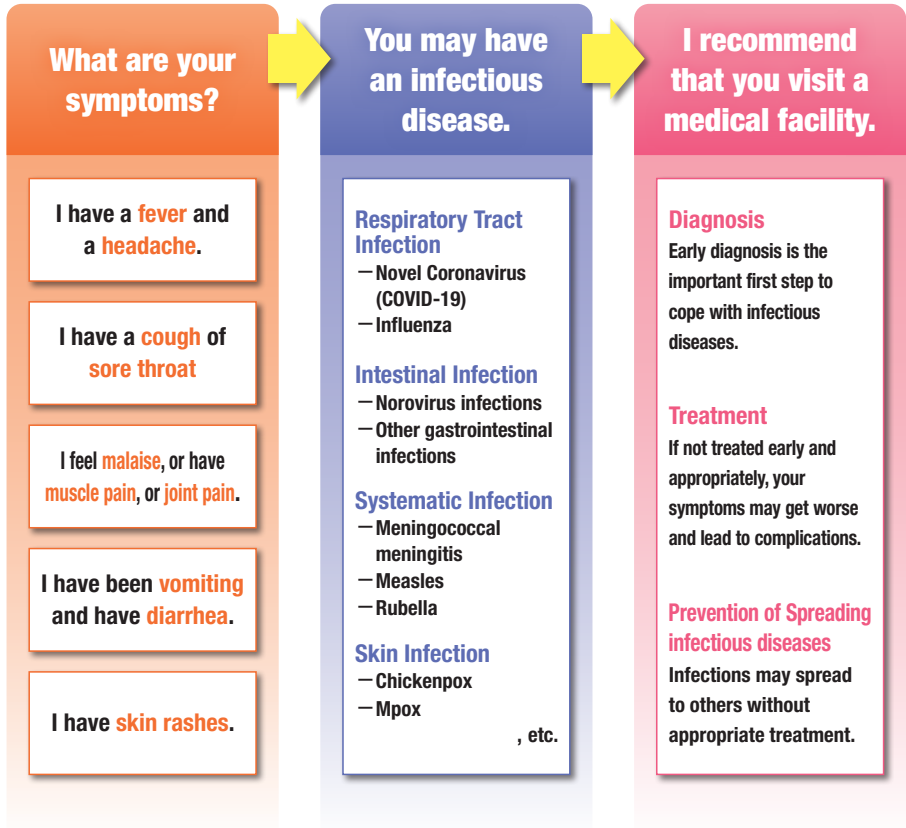 What are your
symptoms?
I have a fever and
a headache.
I have a cough of
sore throat
I feel malaise, or have
muscle pain, or joint pain.
I have been vomiting
and have diarrhea.
I have skin rashes.
You may have
an infectious
disease.
Respiratory Tract
Infection
—Novel Coronavirus
(COVID-19)
—Influenza
Intestinal Infection
—Norovirus infections
—Other gastrointestinal
infections
Systematic Infection
—Meningococcal
meningitis
—Measles
—Rubella
Skin Infection
—Chickenpox
—Mpox
, etc.
I recommend
that you visit a
medical facility.
Diagnosis
Early diagnosis is the
important first step to
cope with infectious
diseases.
Treatment
If not treated early and
appropriately, your
symptoms may get worse
and lead to complications.
Prevention of Spreading
infectious diseases
Infections may spread
to others without
appropriate treatment.